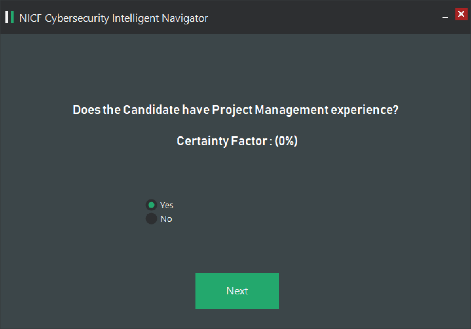 NICF Cybersecurity Intelligent Navigator
Does the Candidate have Project Management experience?
Certainty Factor : (0%)
Yes
No
Next